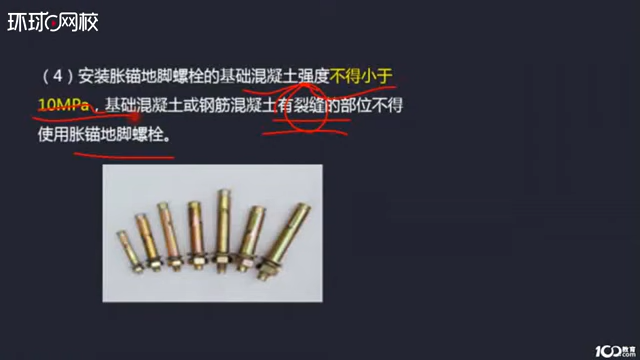 环球网校
（4）安装胀锚地脚螺栓的基础混凝土强度不得小于
10MPa，基础混凝土或钢筋混凝土有裂缝的部位不得
使用胀锚地脚螺栓。
100教育
.com